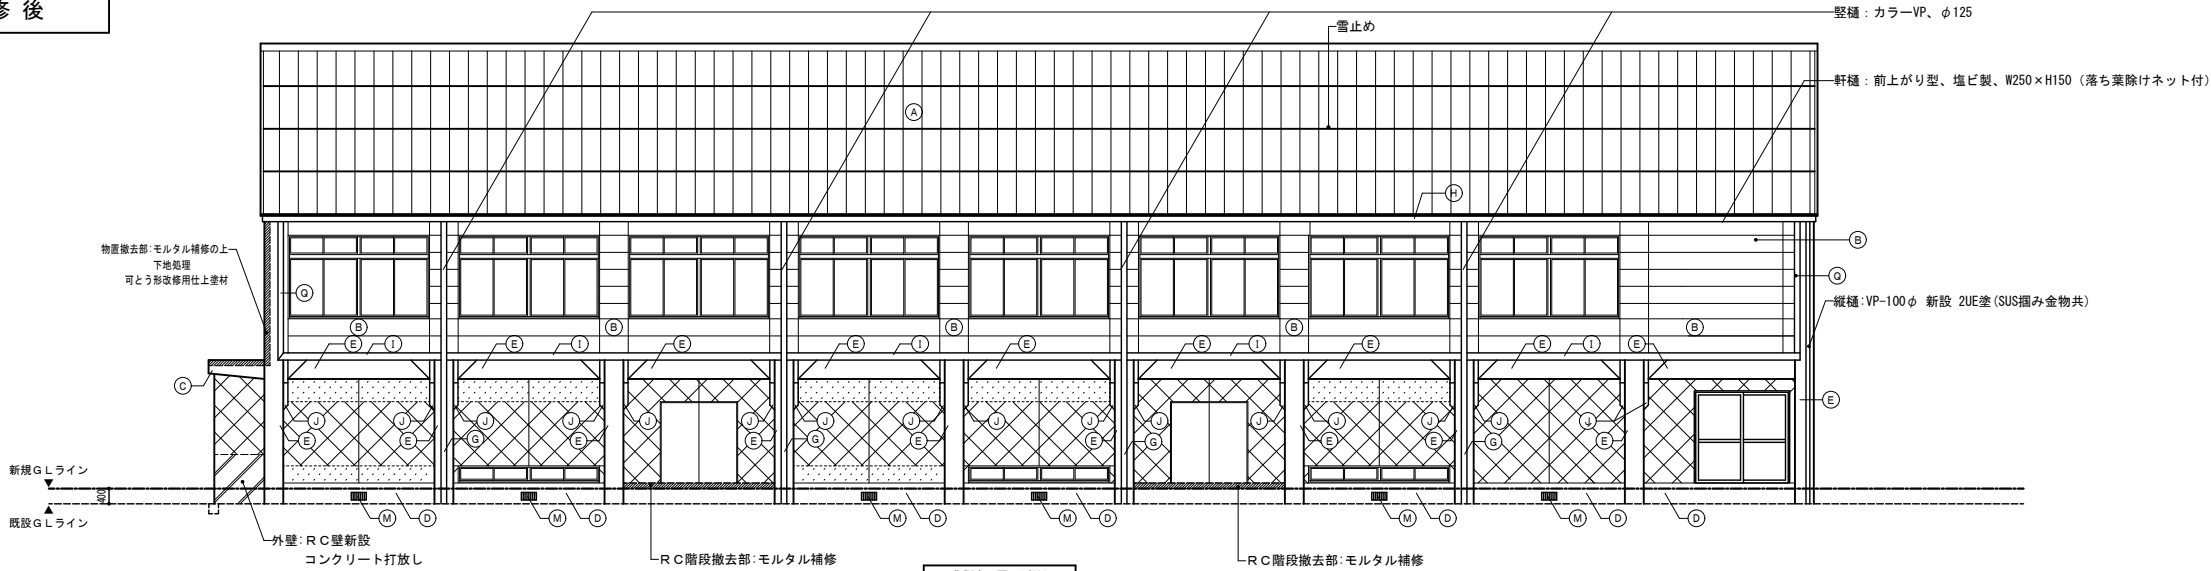 修 後
竪樋：カラーVP、φ125
雪止め
軒樋：前上がり型、塩ビ製、W250×H150（落ち葉除けネット付）
A
H
物置撤去部:モルタル補修の上
下地処理
可とう形改修用仕上塗材
B
Q
Q
縦樋:VP-100φ 新設 2UE塗(SUS掴み金物共)
B B B B B
E I E I E E I E E I E E I E
C
E
J J J J J J J J J J J J J J
E E G E G E E G E E G E
新規ＧＬライン
400
既設ＧＬライン
M D M D M D M D M D M D D
外壁:ＲＣ壁新設
コンクリート打放し
ＲＣ階段撤去部:モルタル補修
ＲＣ階段撤去部:モルタル補修